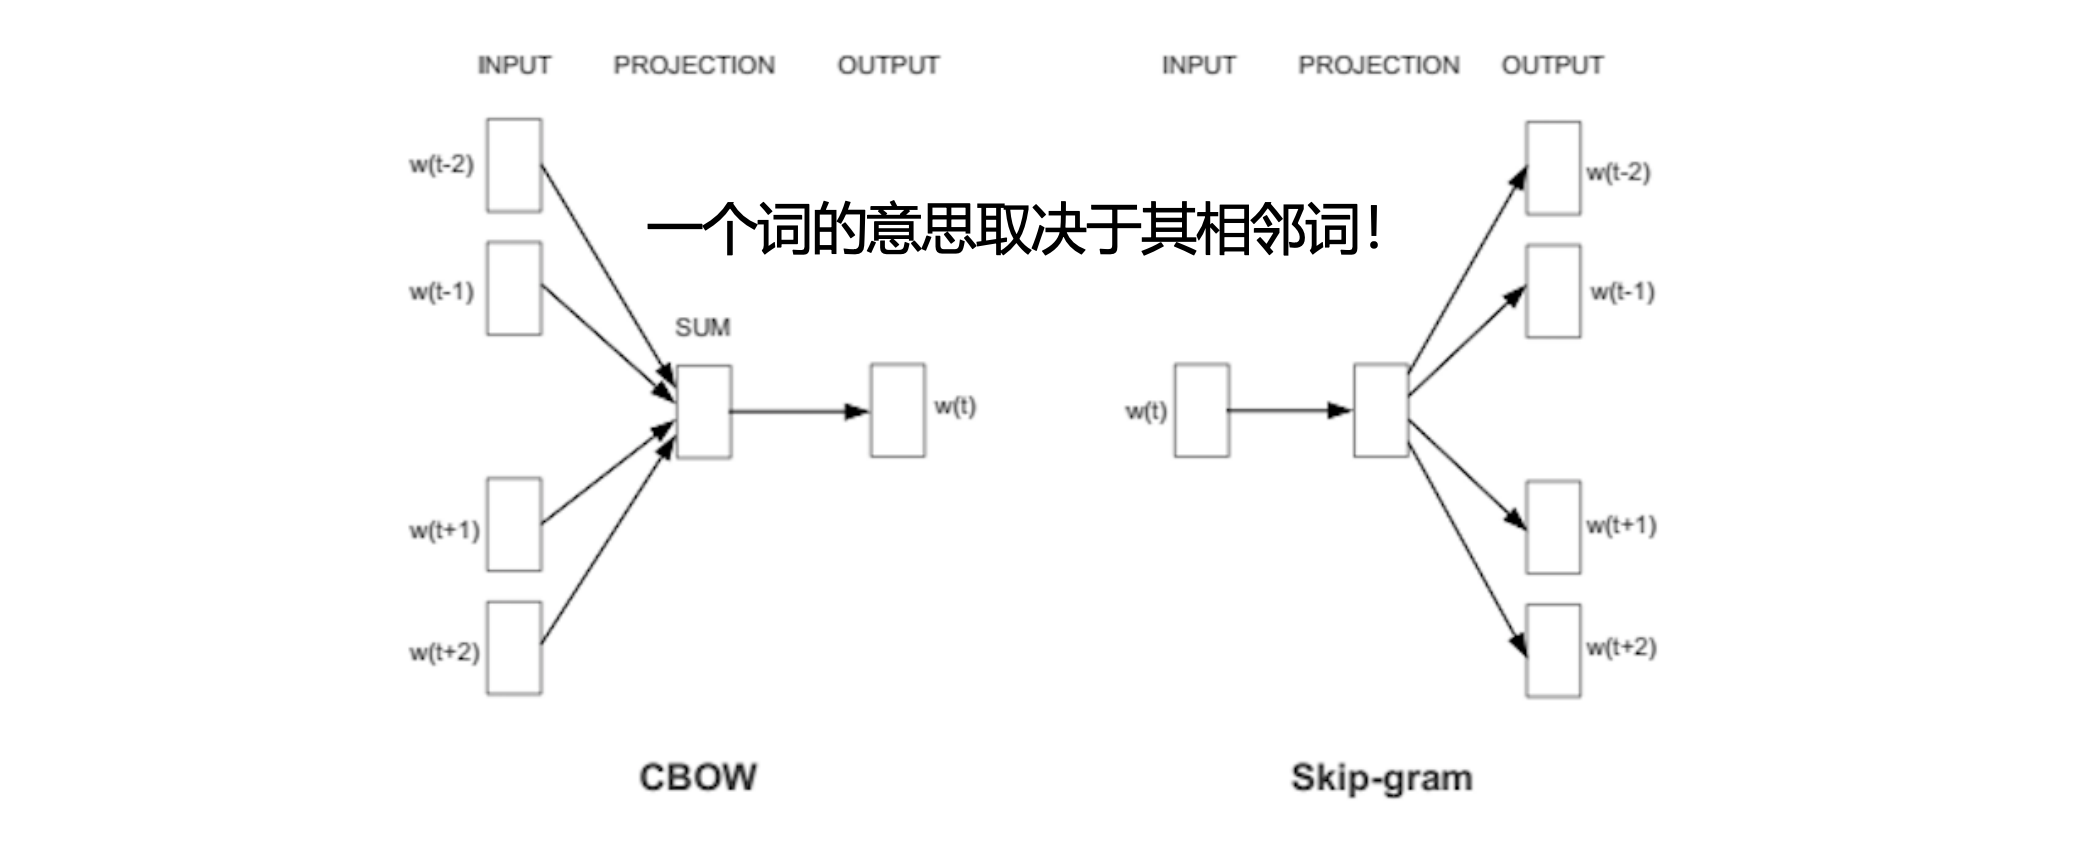 INPUT PROJECTION OUTPUT
w(t-2)
w(t-1)
SUM
w(t)
w(t+1)
w(t+2)
CBOW
一个词的意思取决于其相邻词！
INPUT PROJECTION OUTPUT
w(t-2)
w(t-1)
w(t)
w(t+1)
w(t+2)
Skip-gram